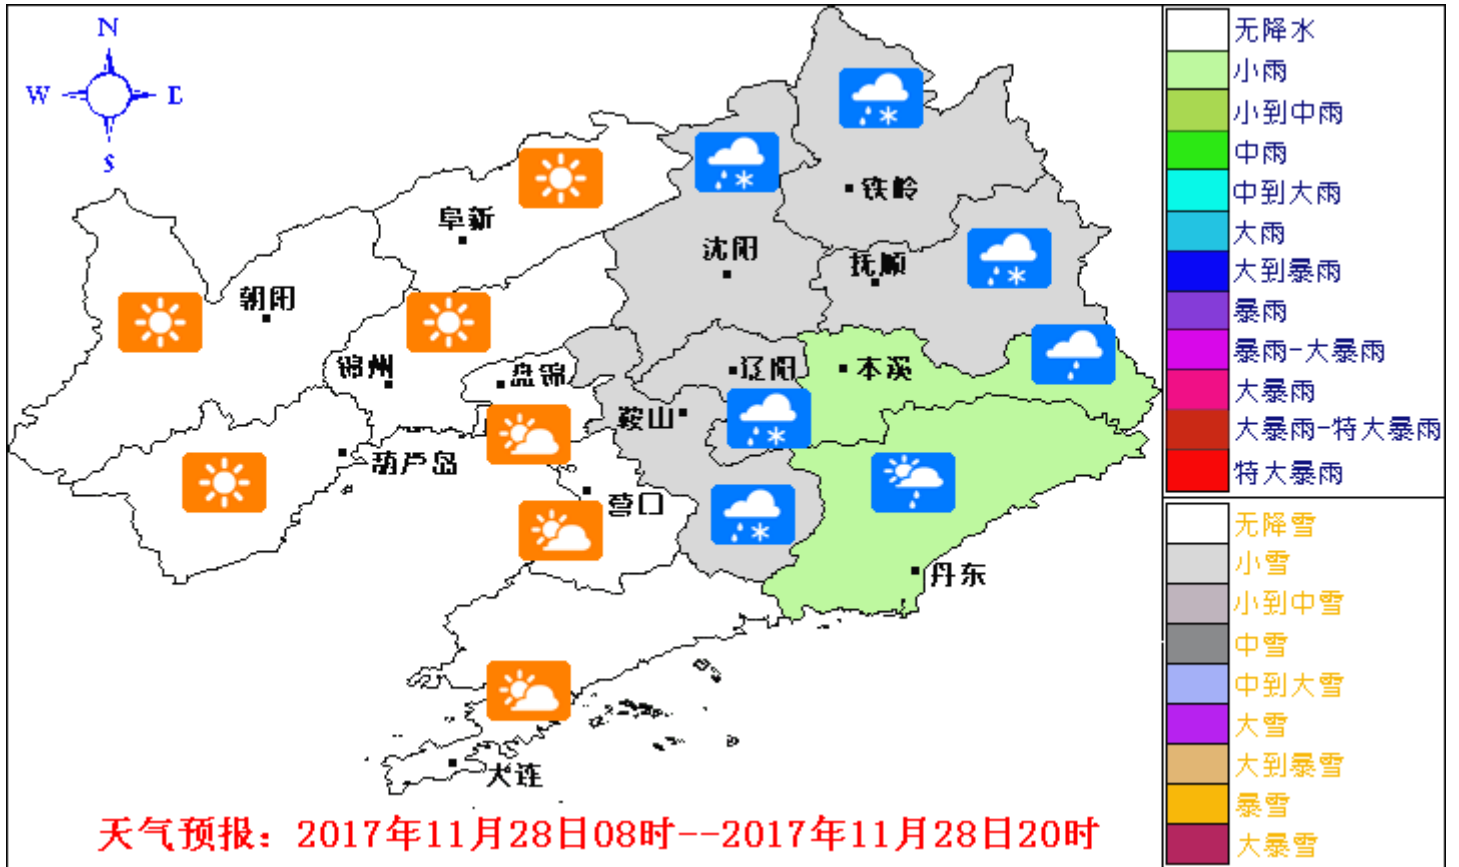 N
W E
S
铁岭
阜新
沈阳
抚顺
朝阳
锦州
盘锦
辽阳
本溪
鞍山
葫芦岛
营口
丹东
大连
天气预报：2017年11月28日08时--2017年11月28日20时
无降水
小雨
小到中雨
中雨
中到大雨
大雨
大到暴雨
暴雨
暴雨-大暴雨
大暴雨
大暴雨-特大暴雨
特大暴雨
无降雪
小雪
小到中雪
中雪
中到大雪
大雪
大到暴雪
暴雪
大暴雪